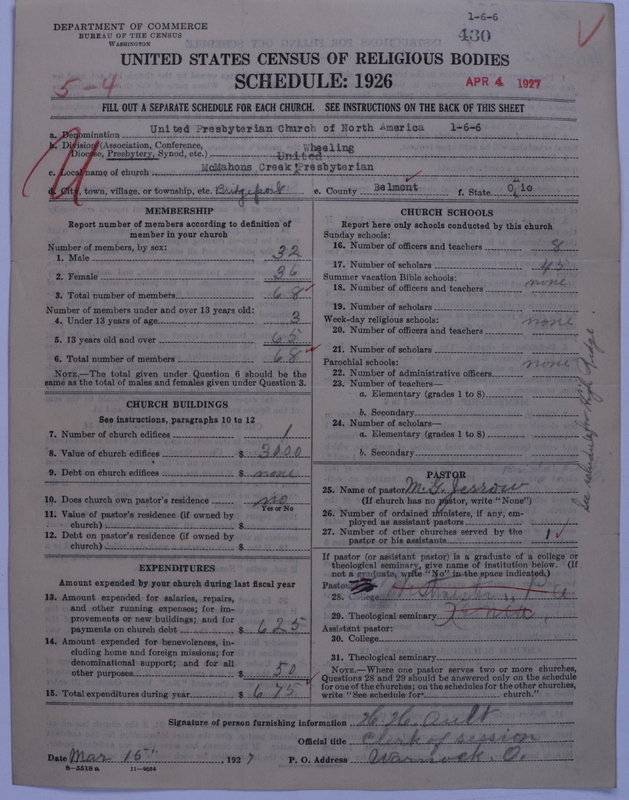 DEPARTMENT OF COMMERCE
BUREAU OF THE CENSUS
WASHINGTON
1-6-6
430
UNITED STATES CENSUS OF RELIGIOUS BODIES
SCHEDULE: 1926
APR 4 1927
5-4
FILL OUT A SEPARATE SCHEDULE FOR EACH CHURCH. SEE INSTRUCTIONS ON THE BACK OF THIS SHEET
a. Denomination United Presbyterian Church of North America 1-6-6
b. Division (Association, Conference, Diocese, Presbytery, Synod, etc.) Wheeling
United
c. Local name of church McMahons Creek Presbyterian
d. City, town, village, or township, etc. Bridgeport e. County Belmont f. State
MEMBERSHIP
Report number of members according to definition of member in your church
Number of members, by sex:
1. Male 32
2. Female 36
3. Total number of members 68
Number of members under and over 13 years old:
4. Under 13 years of age 3
5. 13 years old and over 65
6. Total number of members 68
NOTE.—The total given under Question 6 should be the same as the total of males and females given under Question 3.
CHURCH BUILDINGS
See instructions, paragraphs 10 to 12
7. Number of church edifices 1
8. Value of church edifices $ 3000
9. Debt on church edifices $ none
10. Does church own pastor's residence no
Yes or No
11. Value of pastor's residence (if owned by church) $
12. Debt on pastor's residence (if owned by church) $
EXPENDITURES
Amount expended by your church during last fiscal year
13. Amount expended for salaries, repairs, and other running expenses; for improvements or new buildings; and for payments on church debt $ 625
14. Amount expended for benevolences, including home and foreign missions; for denominational support; and for all other purposes $ 50
15. Total expenditures during year $ 675
CHURCH SCHOOLS
Report here only schools conducted by this church
Sunday schools:
16. Number of officers and teachers 8
17. Number of scholars 45
Summer vacation Bible schools:
18. Number of officers and teachers none
19. Number of scholars
Week-day religious schools: none
20. Number of officers and teachers
21. Number of scholars
Parochial schools: none
22. Number of administrative officers
23. Number of teachers—
a. Elementary (grades 1 to 8)
b. Secondary
24. Number of scholars—
a. Elementary (grades 1 to 8)
b. Secondary
See schedule for High Ridge
PASTOR
25. Name of pastor M. G.
(If church has no pastor, write "None")
26. Number of ordained ministers, if any, employed as assistant pastors
27. Number of other churches served by the pastor or his assistants 1
If pastor (or assistant pastor) is a graduate of a college or theological seminary, give name of institution below. (If not a graduate, write "No" in the space indicated.)
Pastor:
28. College
29. Theological seminary Xenia
Assistant pastor:
30. College
31. Theological seminary
NOTE.—Where one pastor serves two or more churches, Questions 28 and 29 should be answered only on the schedule for one of the churches; on the schedules for the other churches, write "See schedule for church."
Signature of person furnishing information H. H. Ault
Official title Clerk of session
Date Mar 15" 1927 P. O. Address Warnock. O.
8-5518 a 11-9034